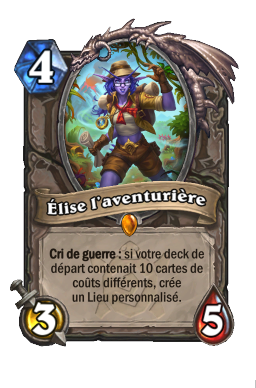 4
Élise l'aventurière
Cri de guerre : si votre deck de
départ contenait 10 cartes de
coûts différents, crée
un Lieu personnalisé.
3
5